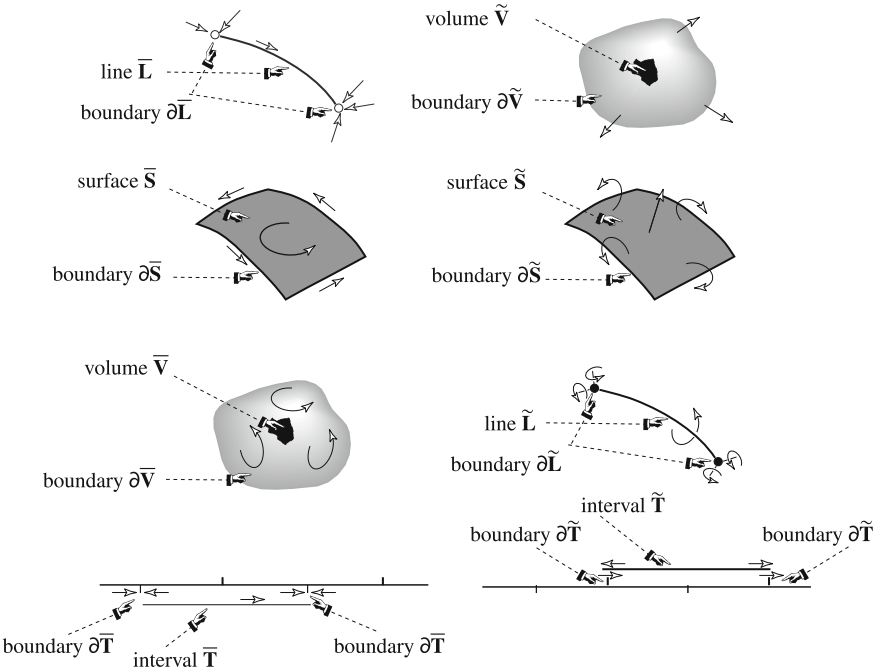 line L̅
boundary ∂L̅
volume Ṽ
boundary ∂Ṽ
surface S̅
boundary ∂S̅
surface S̃
boundary ∂S̃
volume V̅
boundary ∂V̅
line L̃
boundary ∂L̃
interval T̃
boundary ∂T̃
boundary ∂T̃
boundary ∂T̅
interval T̅
boundary ∂T̅